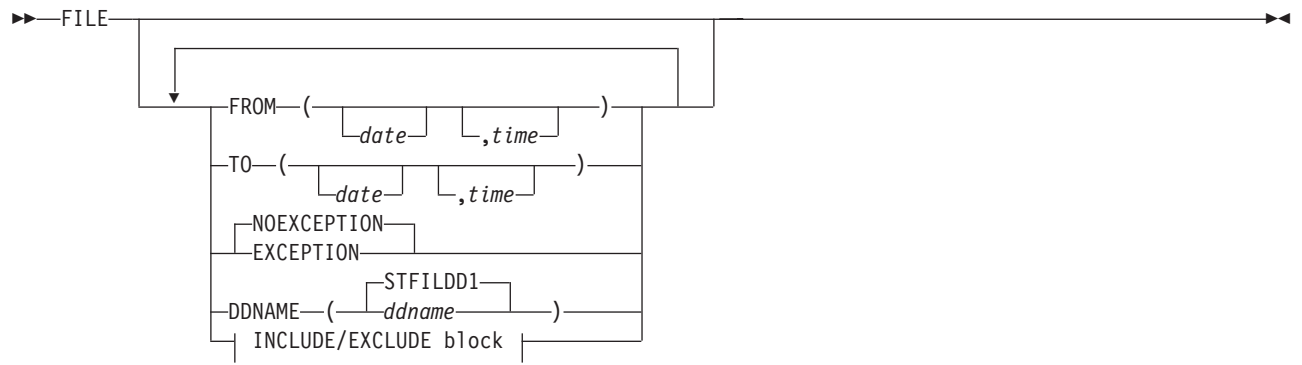 FILE
FROM ( date ,time )
TO ( date ,time )
NOEXCEPTION
EXCEPTION
STFILDD1
DDNAME ( ddname )
INCLUDE/EXCLUDE block